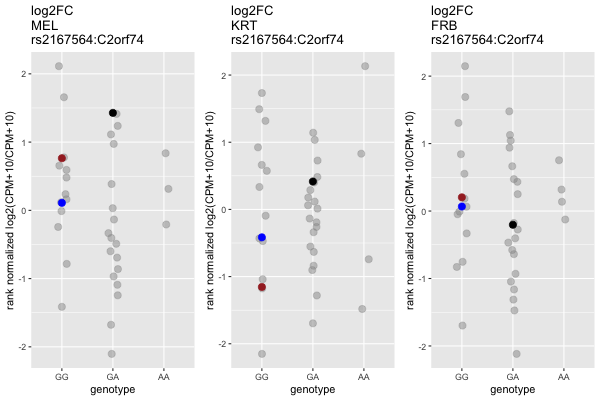 log2FC
MEL
rs2167564:C2orf74
rank normalized log2(CPM+10/CPM+10)
2
1
0
-1
-2
GG
GA
AA
genotype
log2FC
KRT
rs2167564:C2orf74
rank normalized log2(CPM+10/CPM+10)
2
1
0
-1
-2
GG
GA
AA
genotype
log2FC
FRB
rs2167564:C2orf74
rank normalized log2(CPM+10/CPM+10)
2
1
0
-1
-2
GG
GA
AA
genotype